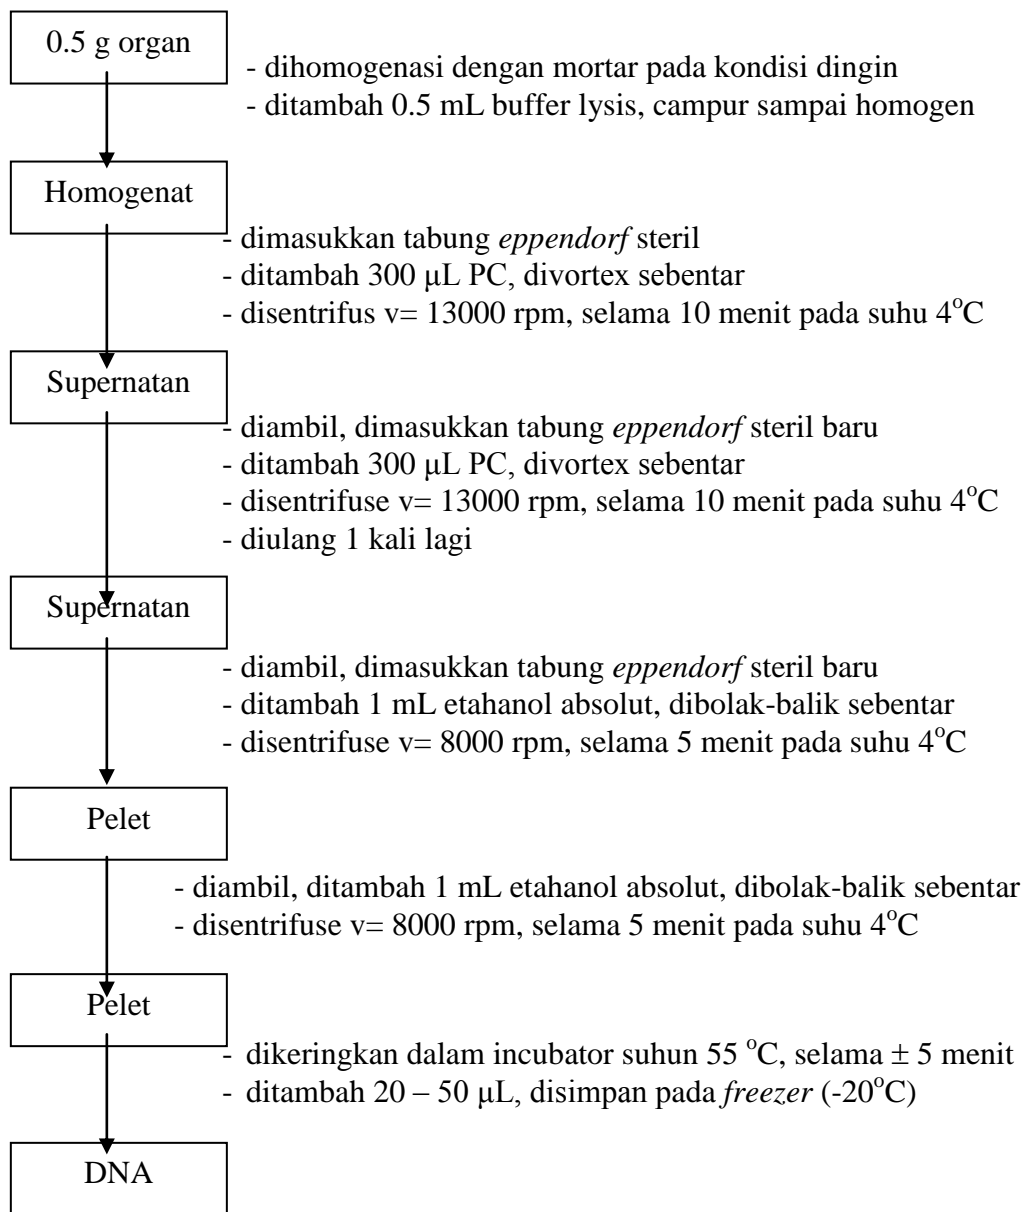 0.5 g organ
- dihomogenasi dengan mortar pada kondisi dingin
- ditambah 0.5 mL buffer lysis, campur sampai homogen
Homogenat
- dimasukkan tabung eppendorf steril
- ditambah 300 μL PC, divortex sebentar
- disentrifus v= 13000 rpm, selama 10 menit pada suhu 4°C
Supernatan
- diambil, dimasukkan tabung eppendorf steril baru
- ditambah 300 μL PC, divortex sebentar
- disentrifuse v= 13000 rpm, selama 10 menit pada suhu 4°C
- diulang 1 kali lagi
Supernatan
- diambil, dimasukkan tabung eppendorf steril baru
- ditambah 1 mL etahanol absolut, dibolak-balik sebentar
- disentrifuse v= 8000 rpm, selama 5 menit pada suhu 4°C
Pelet
- diambil, ditambah 1 mL etahanol absolut, dibolak-balik sebentar
- disentrifuse v= 8000 rpm, selama 5 menit pada suhu 4°C
Pelet
- dikeringkan dalam incubator suhun 55 °C, selama ± 5 menit
- ditambah 20 – 50 μL, disimpan pada freezer (-20°C)
DNA